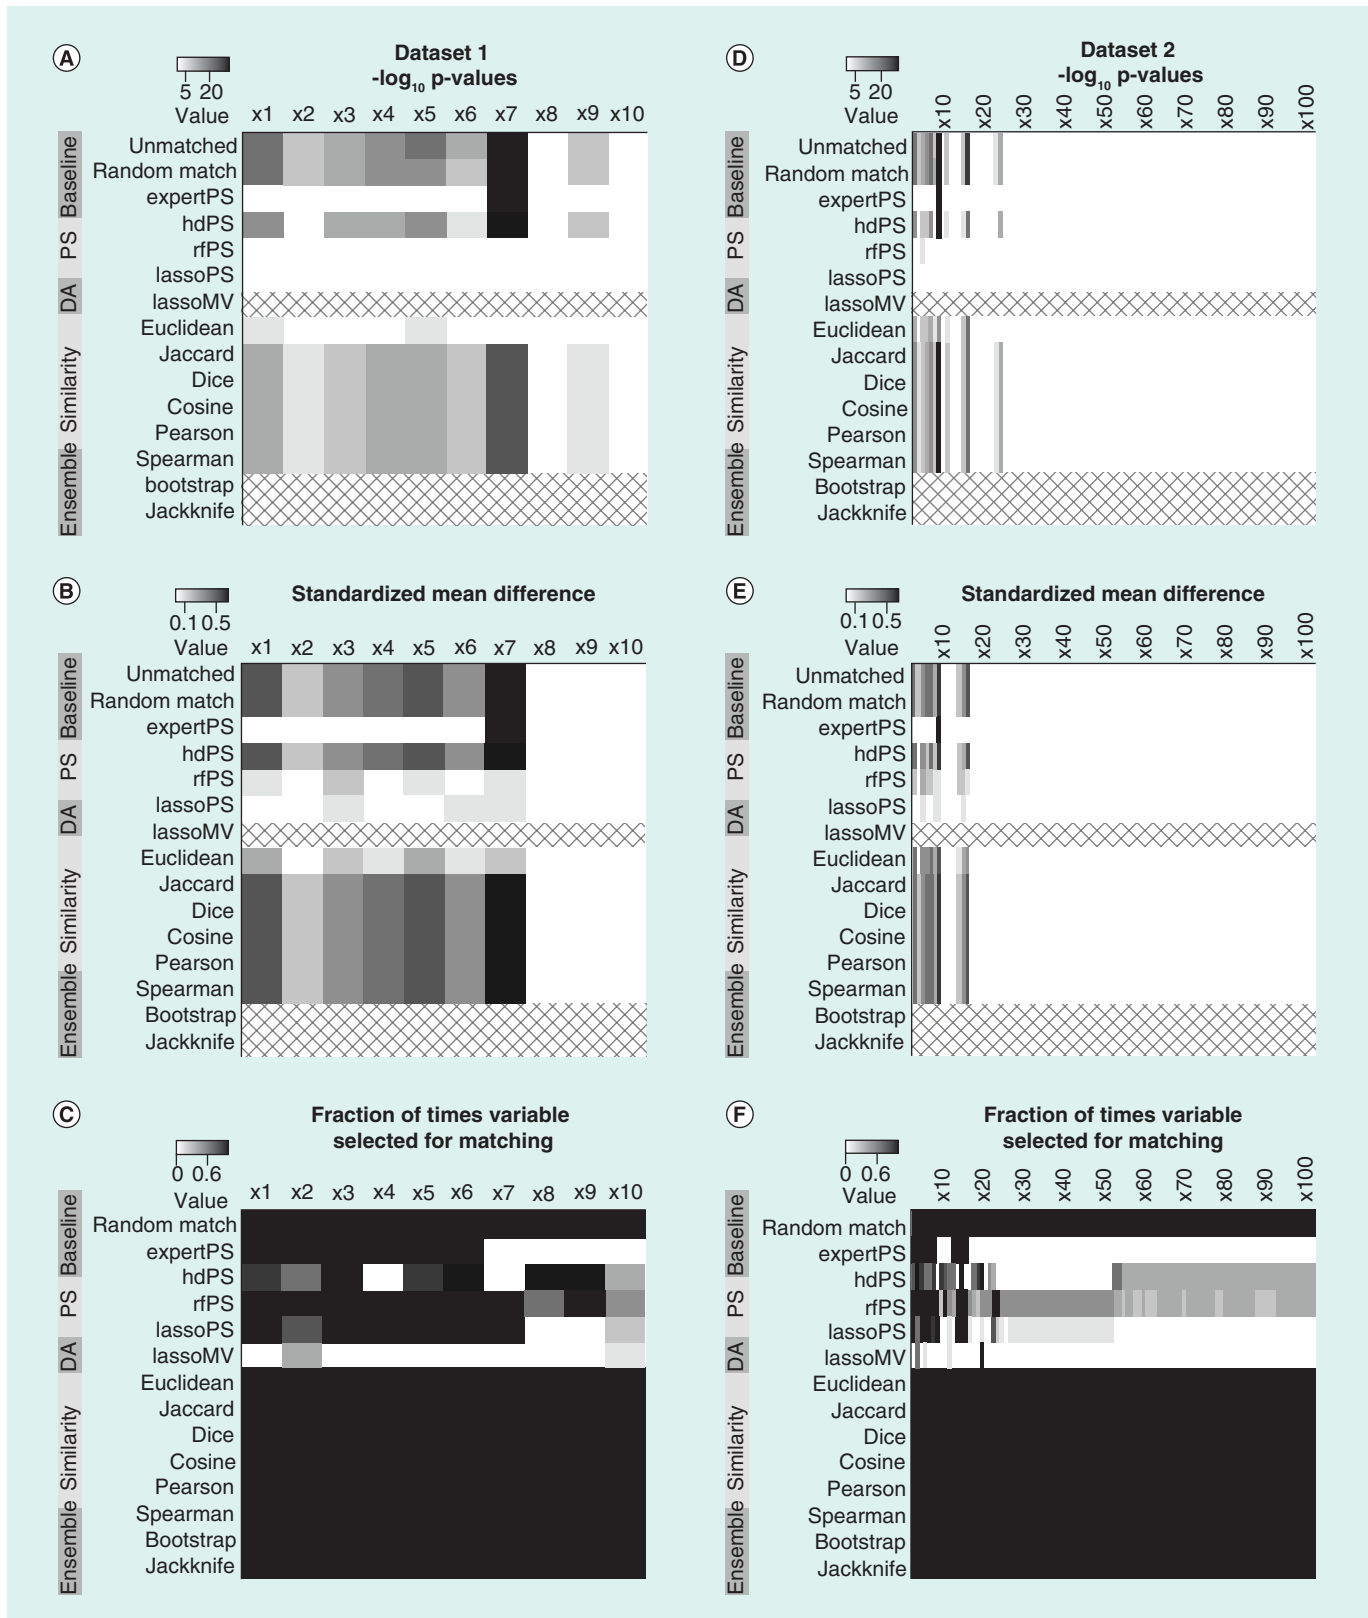 A
Dataset 1
-log10 p-values
5 20
Value
x1 x2 x3 x4 x5 x6 x7 x8 x9 x10
Baseline
PS
DA
Similarity
Ensemble
Unmatched
Random match
expertPS
hdPS
rfPS
lassoPS
lassoMV
Euclidean
Jaccard
Dice
Cosine
Pearson
Spearman
bootstrap
Jackknife
D
Dataset 2
-log10 p-values
5 20
Value
x10 x20 x30 x40 x50 x60 x70 x80 x90 x100
Baseline
PS
DA
Similarity
Ensemble
Unmatched
Random match
expertPS
hdPS
rfPS
lassoPS
lassoMV
Euclidean
Jaccard
Dice
Cosine
Pearson
Spearman
Bootstrap
Jackknife
B
Standardized mean difference
0.1 0.5
Value
x1 x2 x3 x4 x5 x6 x7 x8 x9 x10
Baseline
PS
DA
Similarity
Ensemble
Unmatched
Random match
expertPS
hdPS
rfPS
lassoPS
lassoMV
Euclidean
Jaccard
Dice
Cosine
Pearson
Spearman
Bootstrap
Jackknife
E
Standardized mean difference
0.1 0.5
Value
x10 x20 x30 x40 x50 x60 x70 x80 x90 x100
Baseline
PS
DA
Similarity
Ensemble
Unmatched
Random match
expertPS
hdPS
rfPS
lassoPS
lassoMV
Euclidean
Jaccard
Dice
Cosine
Pearson
Spearman
Bootstrap
Jackknife
C
Fraction of times variable
selected for matching
0 0.6
Value
x1 x2 x3 x4 x5 x6 x7 x8 x9 x10
Baseline
PS
DA
Similarity
Ensemble
Random match
expertPS
hdPS
rfPS
lassoPS
lassoMV
Euclidean
Jaccard
Dice
Cosine
Pearson
Spearman
Bootstrap
Jackknife
F
Fraction of times variable
selected for matching
0 0.6
Value
x10 x20 x30 x40 x50 x60 x70 x80 x90 x100
Baseline
PS
DA
Similarity
Ensemble
Random match
expertPS
hdPS
rfPS
lassoPS
lassoMV
Euclidean
Jaccard
Dice
Cosine
Pearson
Spearman
Bootstrap
Jackknife